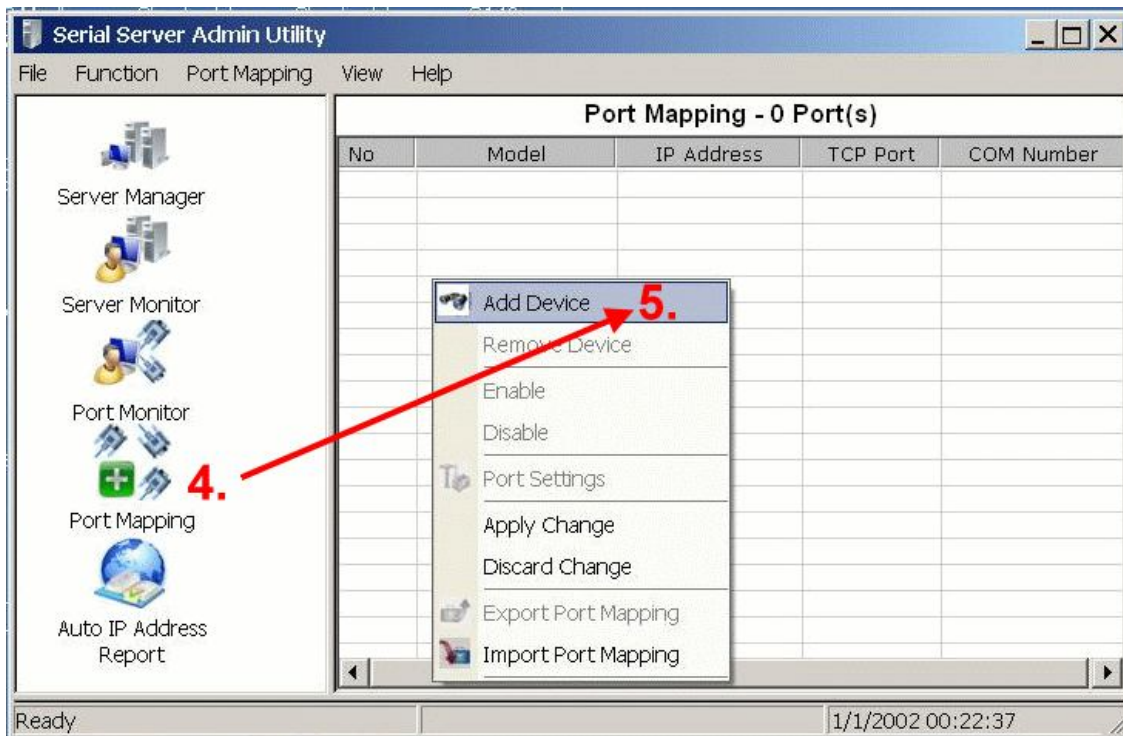 Serial Server Admin Utility
File Function Port Mapping View Help
Server Manager
Server Monitor
Port Monitor
4.
Port Mapping
Auto IP Address
Report
Port Mapping - 0 Port(s)
No Model IP Address TCP Port COM Number
Add Device 5.
Remove Device
Enable
Disable
Port Settings
Apply Change
Discard Change
Export Port Mapping
Import Port Mapping
Ready 1/1/2002 00:22:37